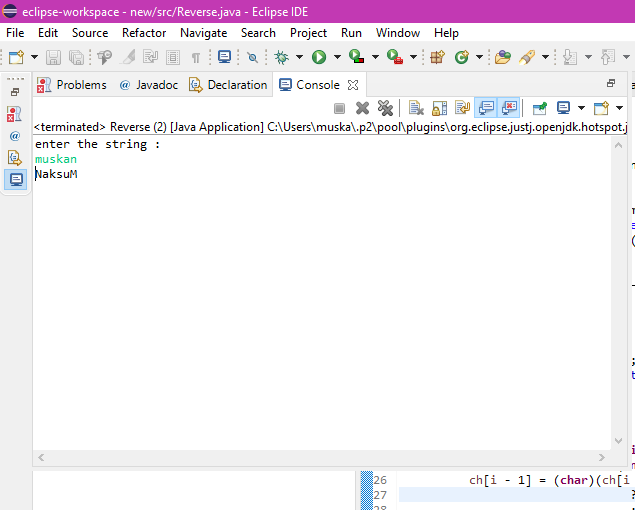 eclipse-workspace - new/src/Reverse.java - Eclipse IDE
File Edit Source Refactor Navigate Search Project Run Window Help
Problems @ Javadoc Declaration Console
<terminated> Reverse (2) [Java Application] C:\Users\muska\.p2\pool\plugins\org.eclipse.justj.openjdk.hotspot.j
enter the string :
muskan
NaksuM
26 ch[i - 1] = (char)(ch[i
27
28